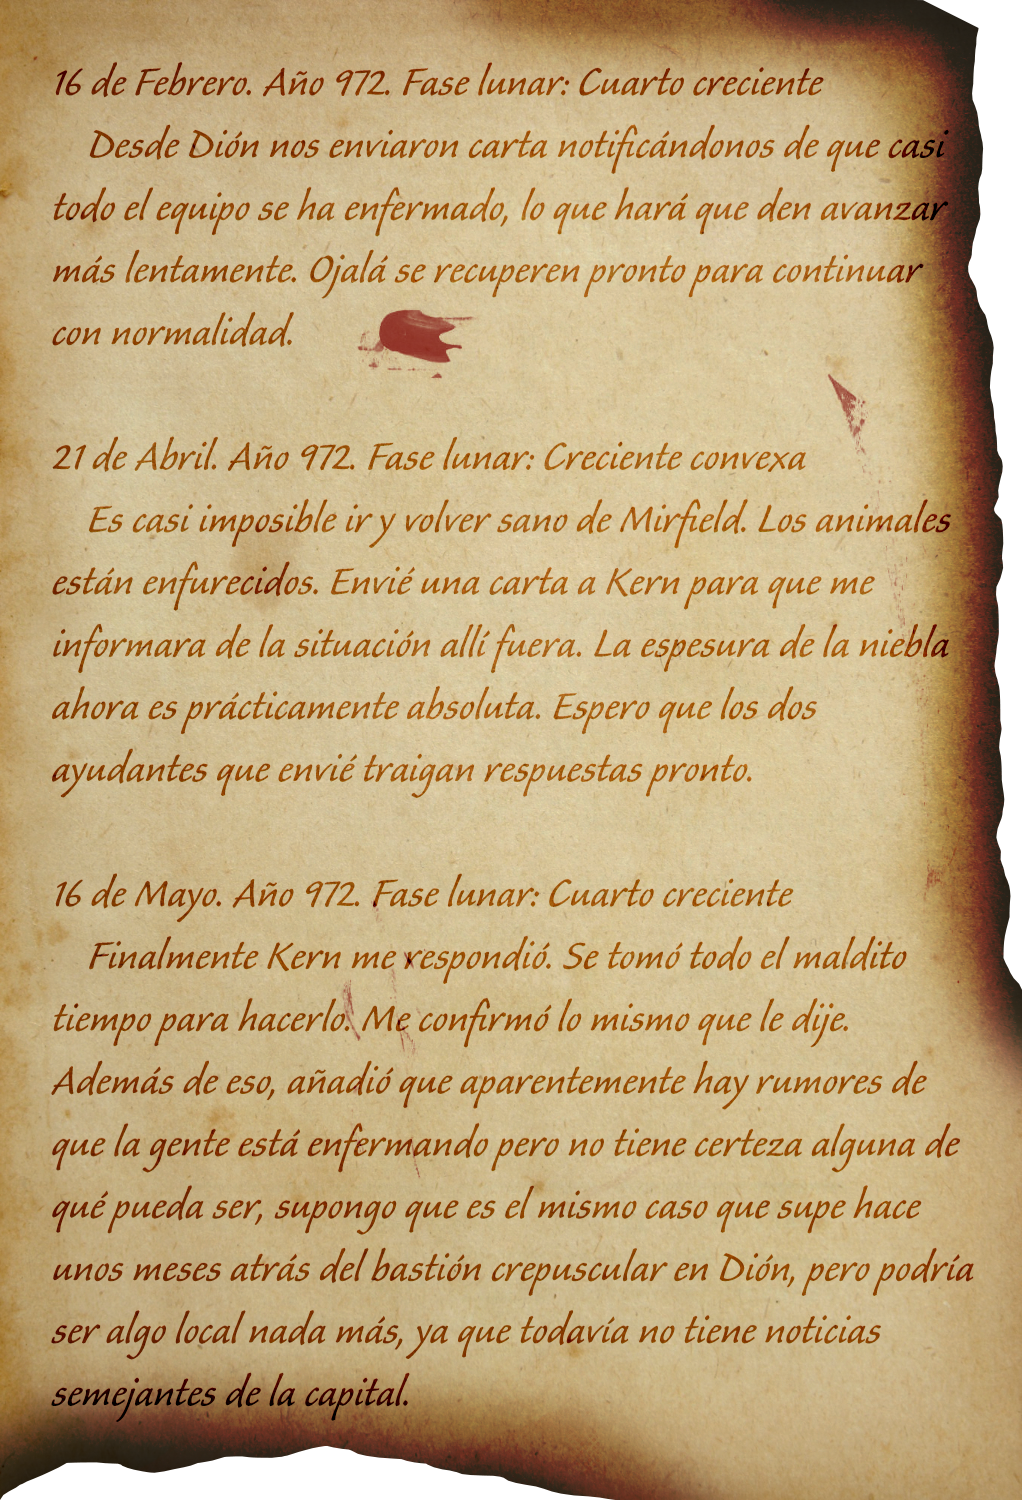 16 de Febrero. Año 972. Fase lunar: Cuarto creciente
Desde Dión nos enviaron carta notificándonos de que casi
todo el equipo se ha enfermado, lo que hará que den avanzar
más lentamente. Ojalá se recuperen pronto para continuar
con normalidad.
21 de Abril. Año 972. Fase lunar: Creciente convexa
Es casi imposible ir y volver sano de Mirfield. Los animales
están enfurecidos. Envié una carta a Kern para que me
informara de la situación allí fuera. La espesura de la niebla
ahora es prácticamente absoluta. Espero que los dos
ayudantes que envié traigan respuestas pronto.
16 de Mayo. Año 972. Fase lunar: Cuarto creciente
Finalmente Kern me respondió. Se tomó todo el maldito
tiempo para hacerlo. Me confirmó lo mismo que le dije.
Además de eso, añadió que aparentemente hay rumores de
que la gente está enfermando pero no tiene certeza alguna de
qué pueda ser, supongo que es el mismo caso que supe hace
unos meses atrás del bastión crepuscular en Dión, pero podría
ser algo local nada más, ya que todavía no tiene noticias
semejantes de la capital.